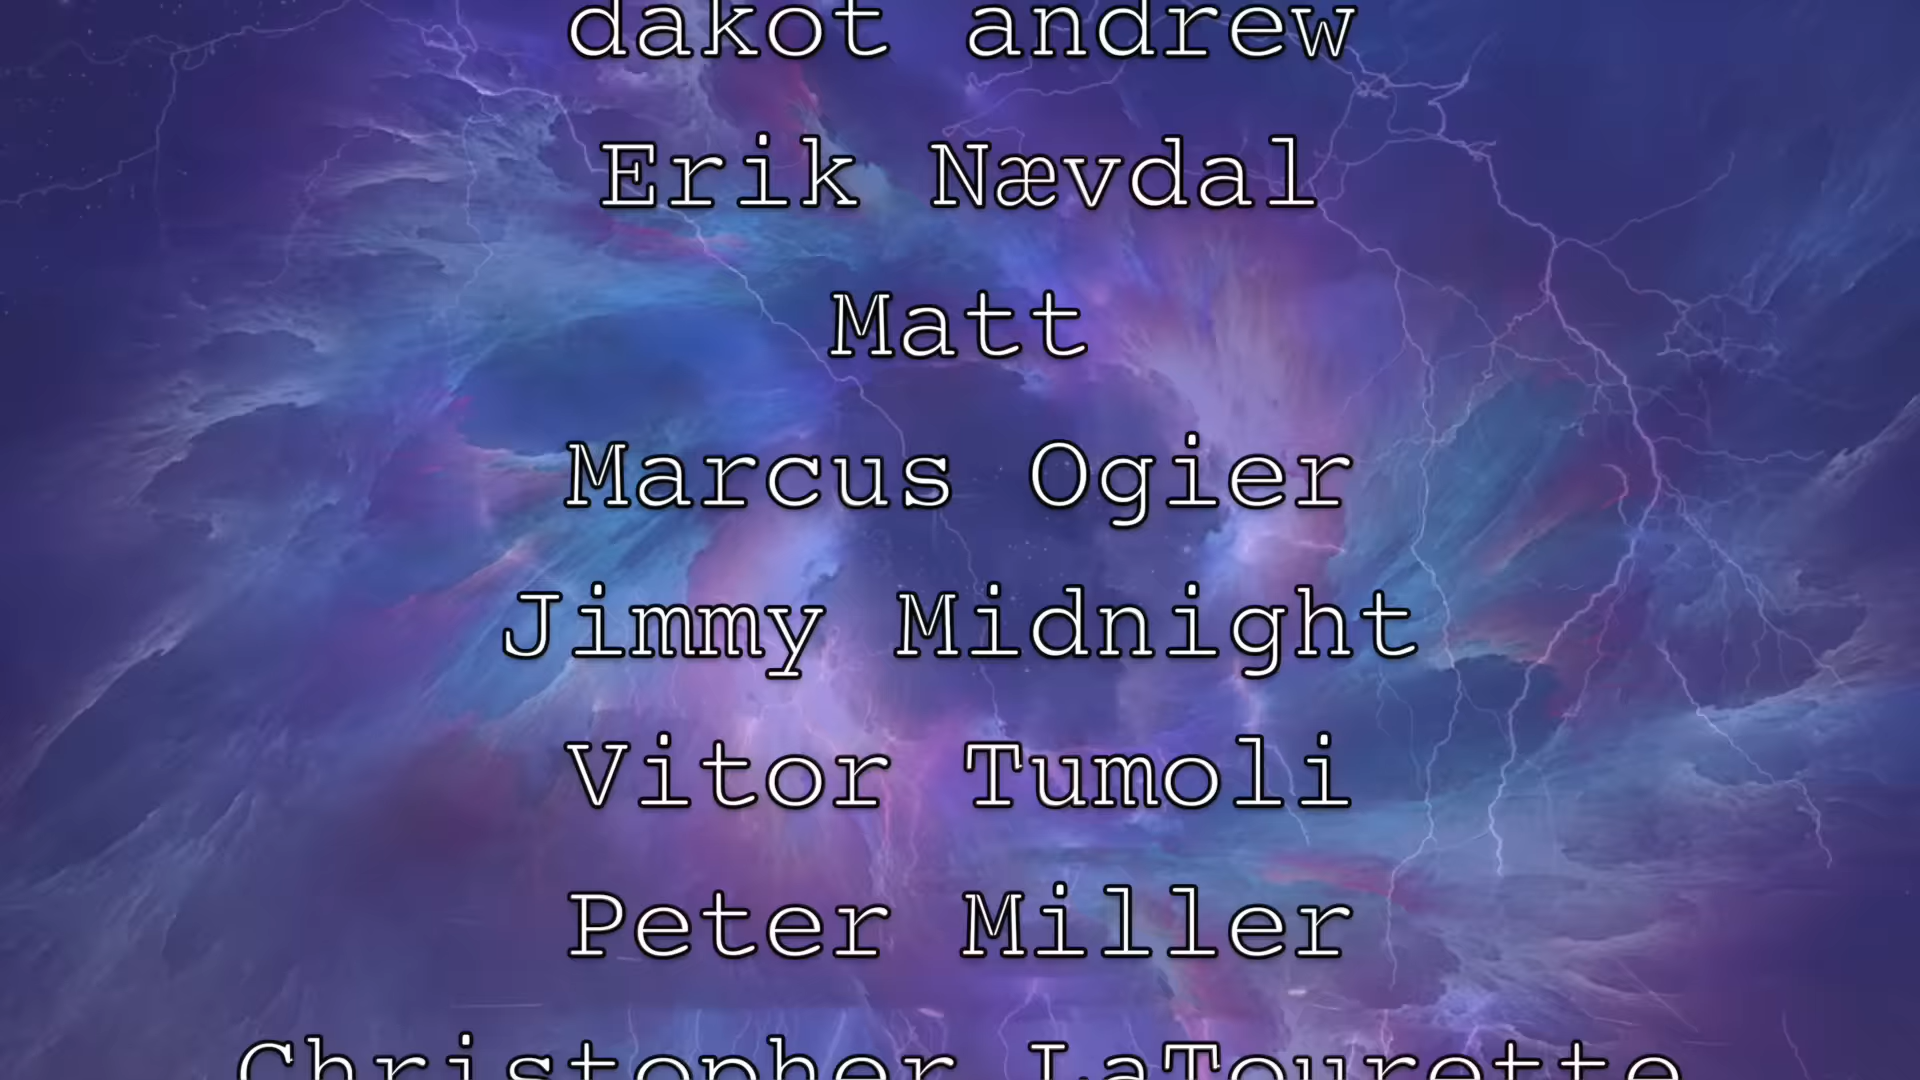 dakot andrew
Erik Nævdal
Matt
Marcus Ogier
Jimmy Midnight
Vitor Tumoli
Peter Miller
Christopher LaTourette